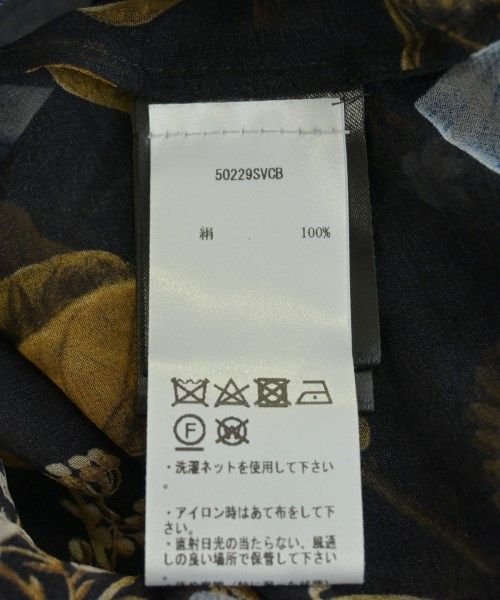 50229SVCB
絹 100%
F
W
・洗濯ネットを使用して下さい
。
・アイロン時はあて布をして下
さい。
・直射日光の当たらない、風通
しの良い場所で保管して下さい